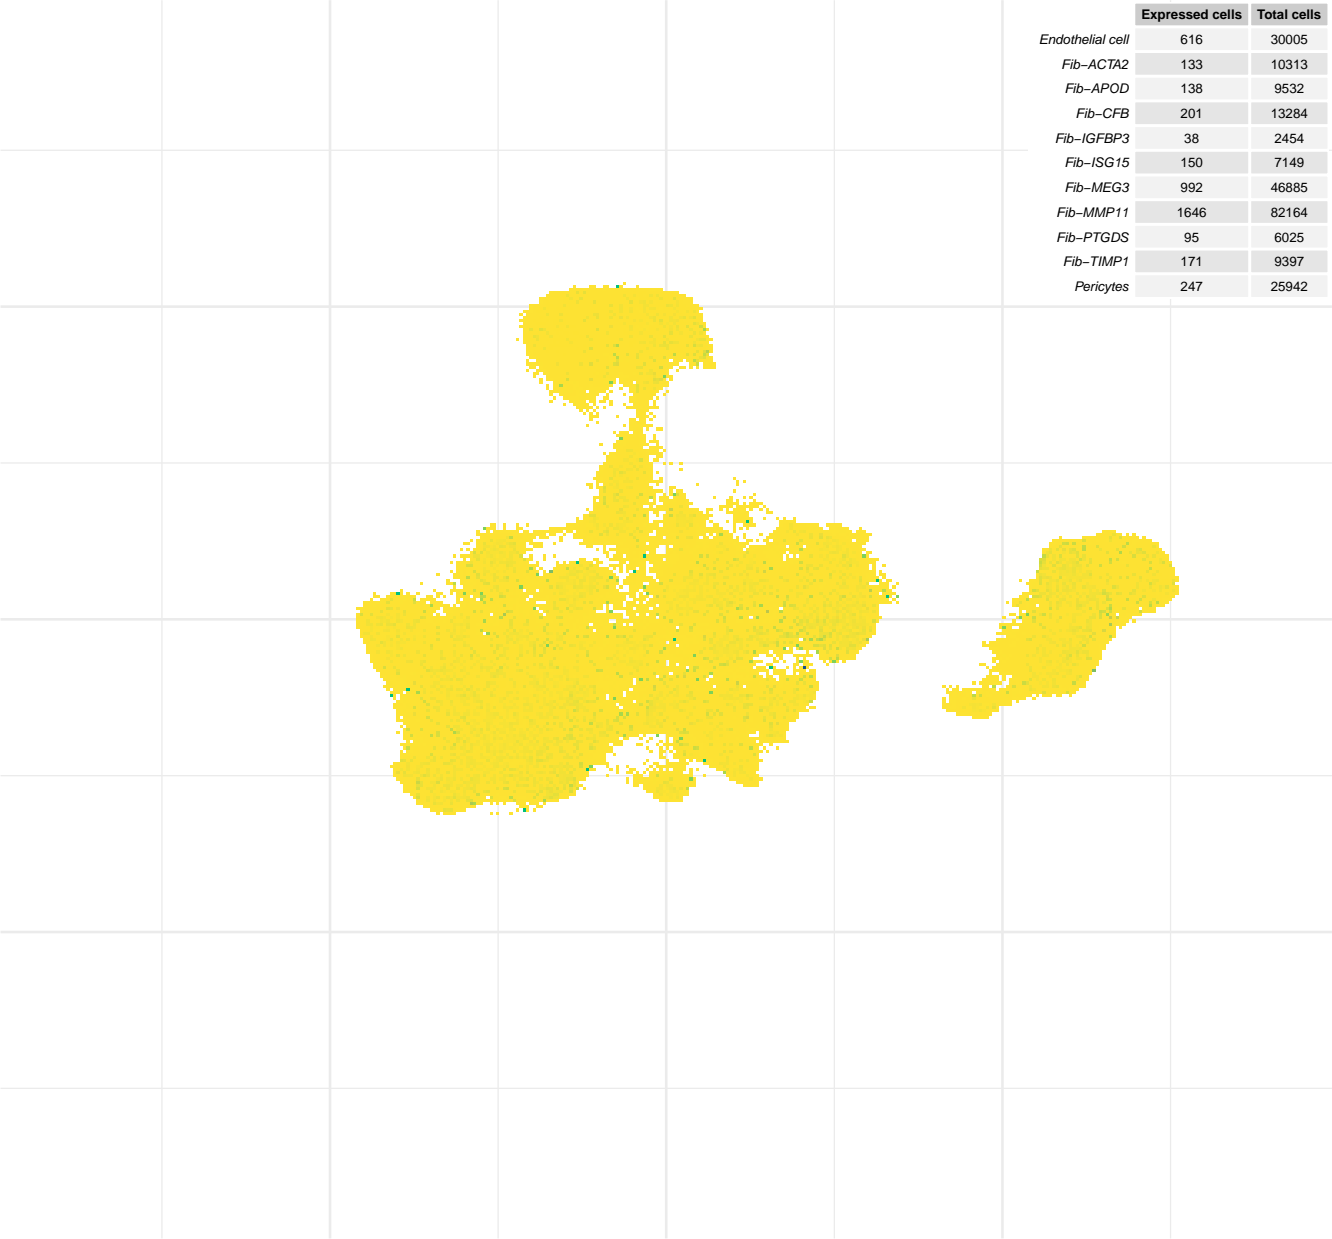 Expressed cells Total cells
Endothelial cell 616 30005
Fib−ACTA2 133 10313
Fib−APOD 138 9532
Fib−CFB 201 13284
Fib−IGFBP3 38 2454
Fib−ISG15 150 7149
Fib−MEG3 992 46885
Fib−MMP11 1646 82164
Fib−PTGDS 95 6025
Fib−TIMP1 171 9397
Pericytes 247 25942